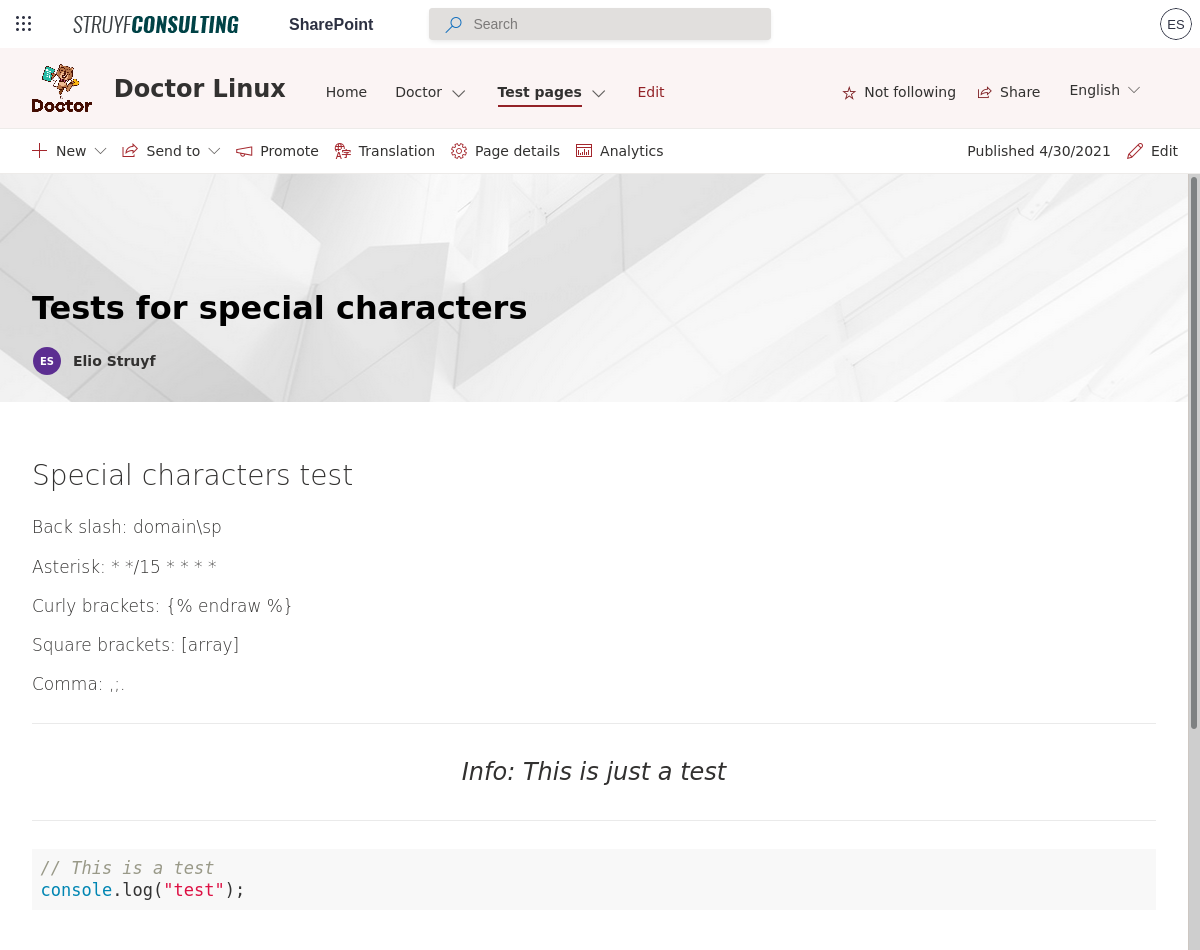 STRUYFCONSULTING SharePoint Search ES
Doctor Doctor Linux Home Doctor Test pages Edit Not following Share English
New Send to Promote Translation Page details Analytics Published 4/30/2021 Edit
Tests for special characters
ES Elio Struyf
Special characters test
Back slash: domain\sp
Asterisk: * */15 * * * *
Curly brackets: {% endraw %}
Square brackets: [array]
Comma: ,;.
Info: This is just a test
// This is a test
console.log("test");